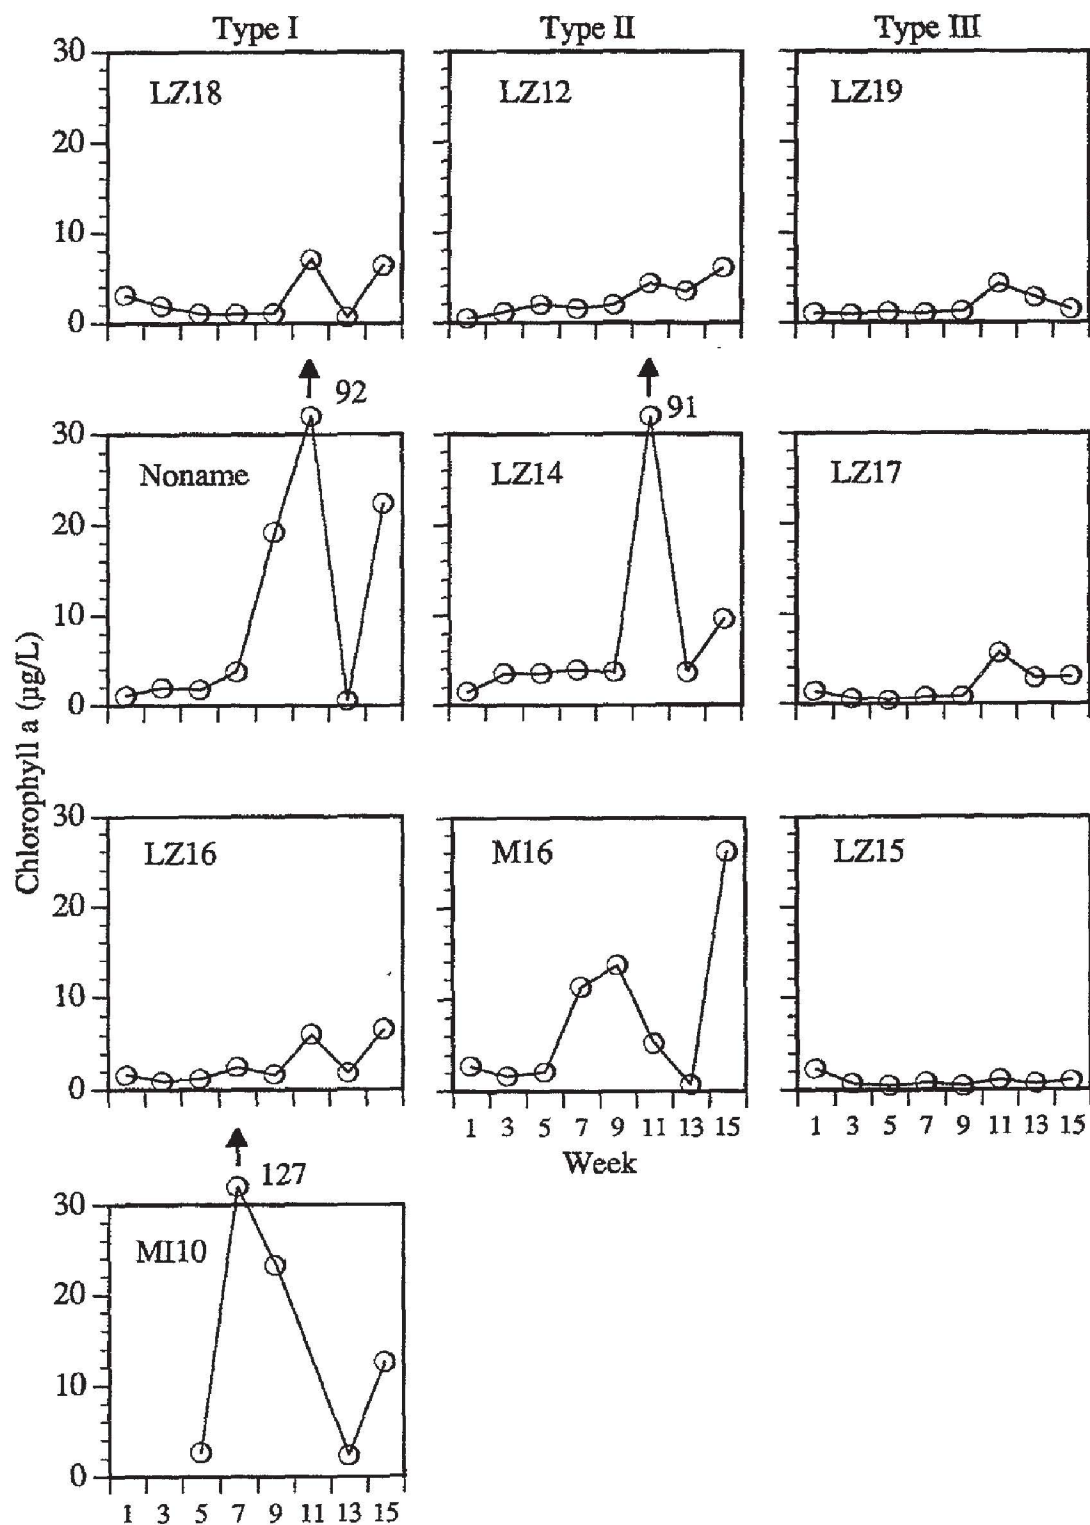 Type I Type II Type III
30 LZ18 LZ12 LZ19
20
10
0
92 91
30 Noname LZ14 LZ17
20
10
0
Chlorophyll a (µg/L)
30 LZ16 M16 LZ15
20
10
0
1 3 5 7 9 11 13 15 1 3 5 7 9 11 13 15
Week
127
30
MI10
20
10
0
1 3 5 7 9 11 13 15